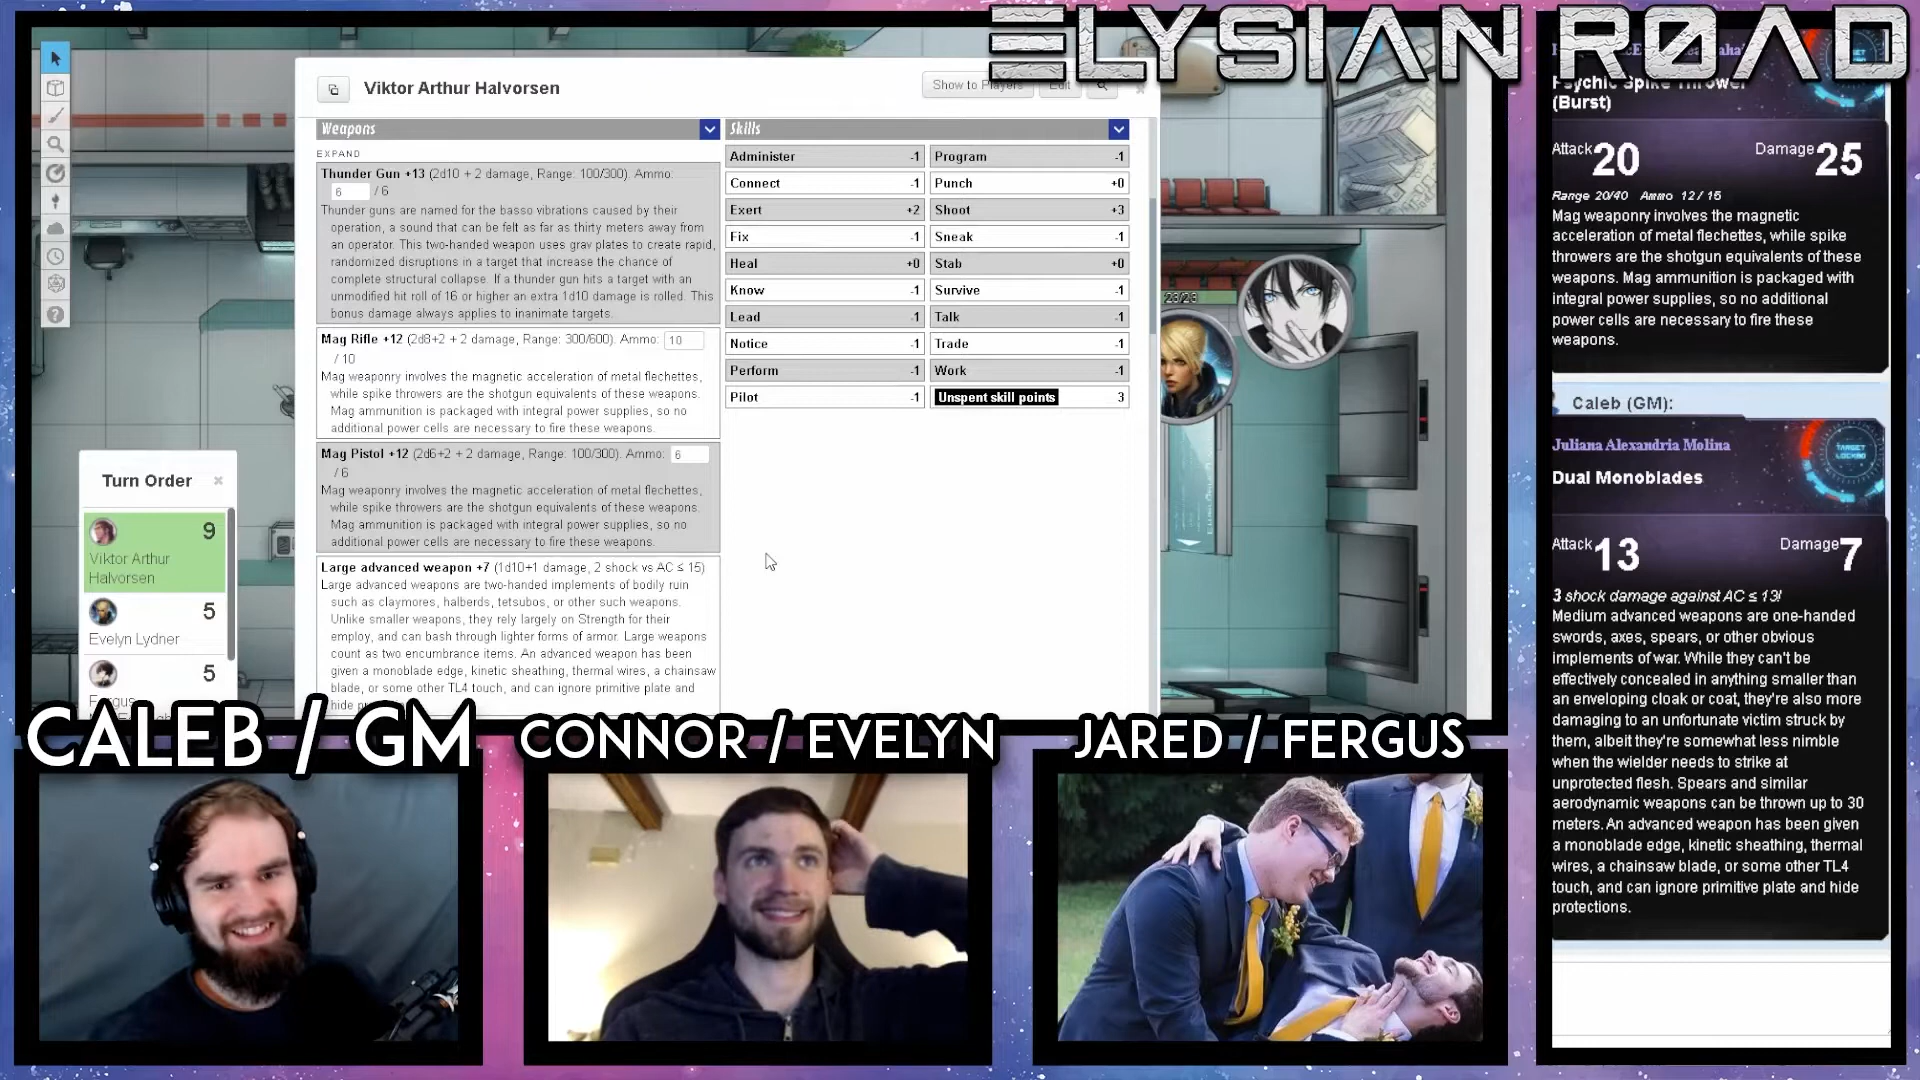 ELYSIAN RØAD
Viktor Arthur Halvorsen
Show to Players
Edit
Weapons
EXPAND
Thunder Gun +13 (2d10 + 2 damage, Range: 100/300). Ammo:
6 / 6
Thunder guns are named for the basso vibrations caused by their
operation, a sound that can be felt as far as thirty meters away from
an operator. This two-handed weapon uses grav plates to create rapid,
randomized disruptions in a target that increase the chance of
complete structural collapse. If a thunder gun hits a target with an
unmodified hit roll of 16 or higher an extra 1d10 damage is rolled. This
bonus damage always applies to inanimate targets.
Mag Rifle +12 (2d8+2 + 2 damage, Range: 300/600). Ammo: 10
/ 10
Mag weaponry involves the magnetic acceleration of metal flechettes,
while spike throwers are the shotgun equivalents of these weapons.
Mag ammunition is packaged with integral power supplies, so no
additional power cells are necessary to fire these weapons.
Mag Pistol +12 (2d6+2 + 2 damage, Range: 100/300). Ammo: 6
/ 6
Mag weaponry involves the magnetic acceleration of metal flechettes,
while spike throwers are the shotgun equivalents of these weapons.
Mag ammunition is packaged with integral power supplies, so no
additional power cells are necessary to fire these weapons.
Large advanced weapon +7 (1d10+1 damage, 2 shock vs AC ≤ 15)
Large advanced weapons are two-handed implements of bodily ruin
such as claymores, halberds, tetsubos, or other such weapons.
Unlike smaller weapons, they rely largely on Strength for their
employ, and can bash through lighter forms of armor. Large weapons
count as two encumbrance items. An advanced weapon has been
given a monoblade edge, kinetic sheathing, thermal wires, a chainsaw
blade, or some other TL4 touch, and can ignore primitive plate and
hide
Skills
Administer -1 Program -1
Connect -1 Punch +0
Exert +2 Shoot +3
Fix -1 Sneak -1
Heal +0 Stab +0
Know -1 Survive -1
Lead -1 Talk -1
Notice -1 Trade -1
Perform -1 Work -1
Pilot -1 Unspent skill points 3
23/23
Turn Order
Viktor Arthur Halvorsen 9
Evelyn Lydner 5
Fergus 5
CALEB / GM
CONNOR / EVELYN
JARED / FERGUS
Psychic Spike Thrower
(Burst)
Attack 20 Damage 25
Range 20/40 Ammo 12 / 15
Mag weaponry involves the magnetic
acceleration of metal flechettes, while spike
throwers are the shotgun equivalents of these
weapons. Mag ammunition is packaged with
integral power supplies, so no additional
power cells are necessary to fire these
weapons.
Caleb (GM):
Juliana Alexandria Molina
TARGET
LOCKED
Dual Monoblades
Attack 13 Damage 7
3 shock damage against AC ≤ 13!
Medium advanced weapons are one-handed
swords, axes, spears, or other obvious
implements of war. While they can't be
effectively concealed in anything smaller than
an enveloping cloak or coat, they're also more
damaging to an unfortunate victim struck by
them, albeit they're somewhat less nimble
when the wielder needs to strike at
unprotected flesh. Spears and similar
aerodynamic weapons can be thrown up to 30
meters. An advanced weapon has been given
a monoblade edge, kinetic sheathing, thermal
wires, a chainsaw blade, or some other TL4
touch, and can ignore primitive plate and hide
protections.